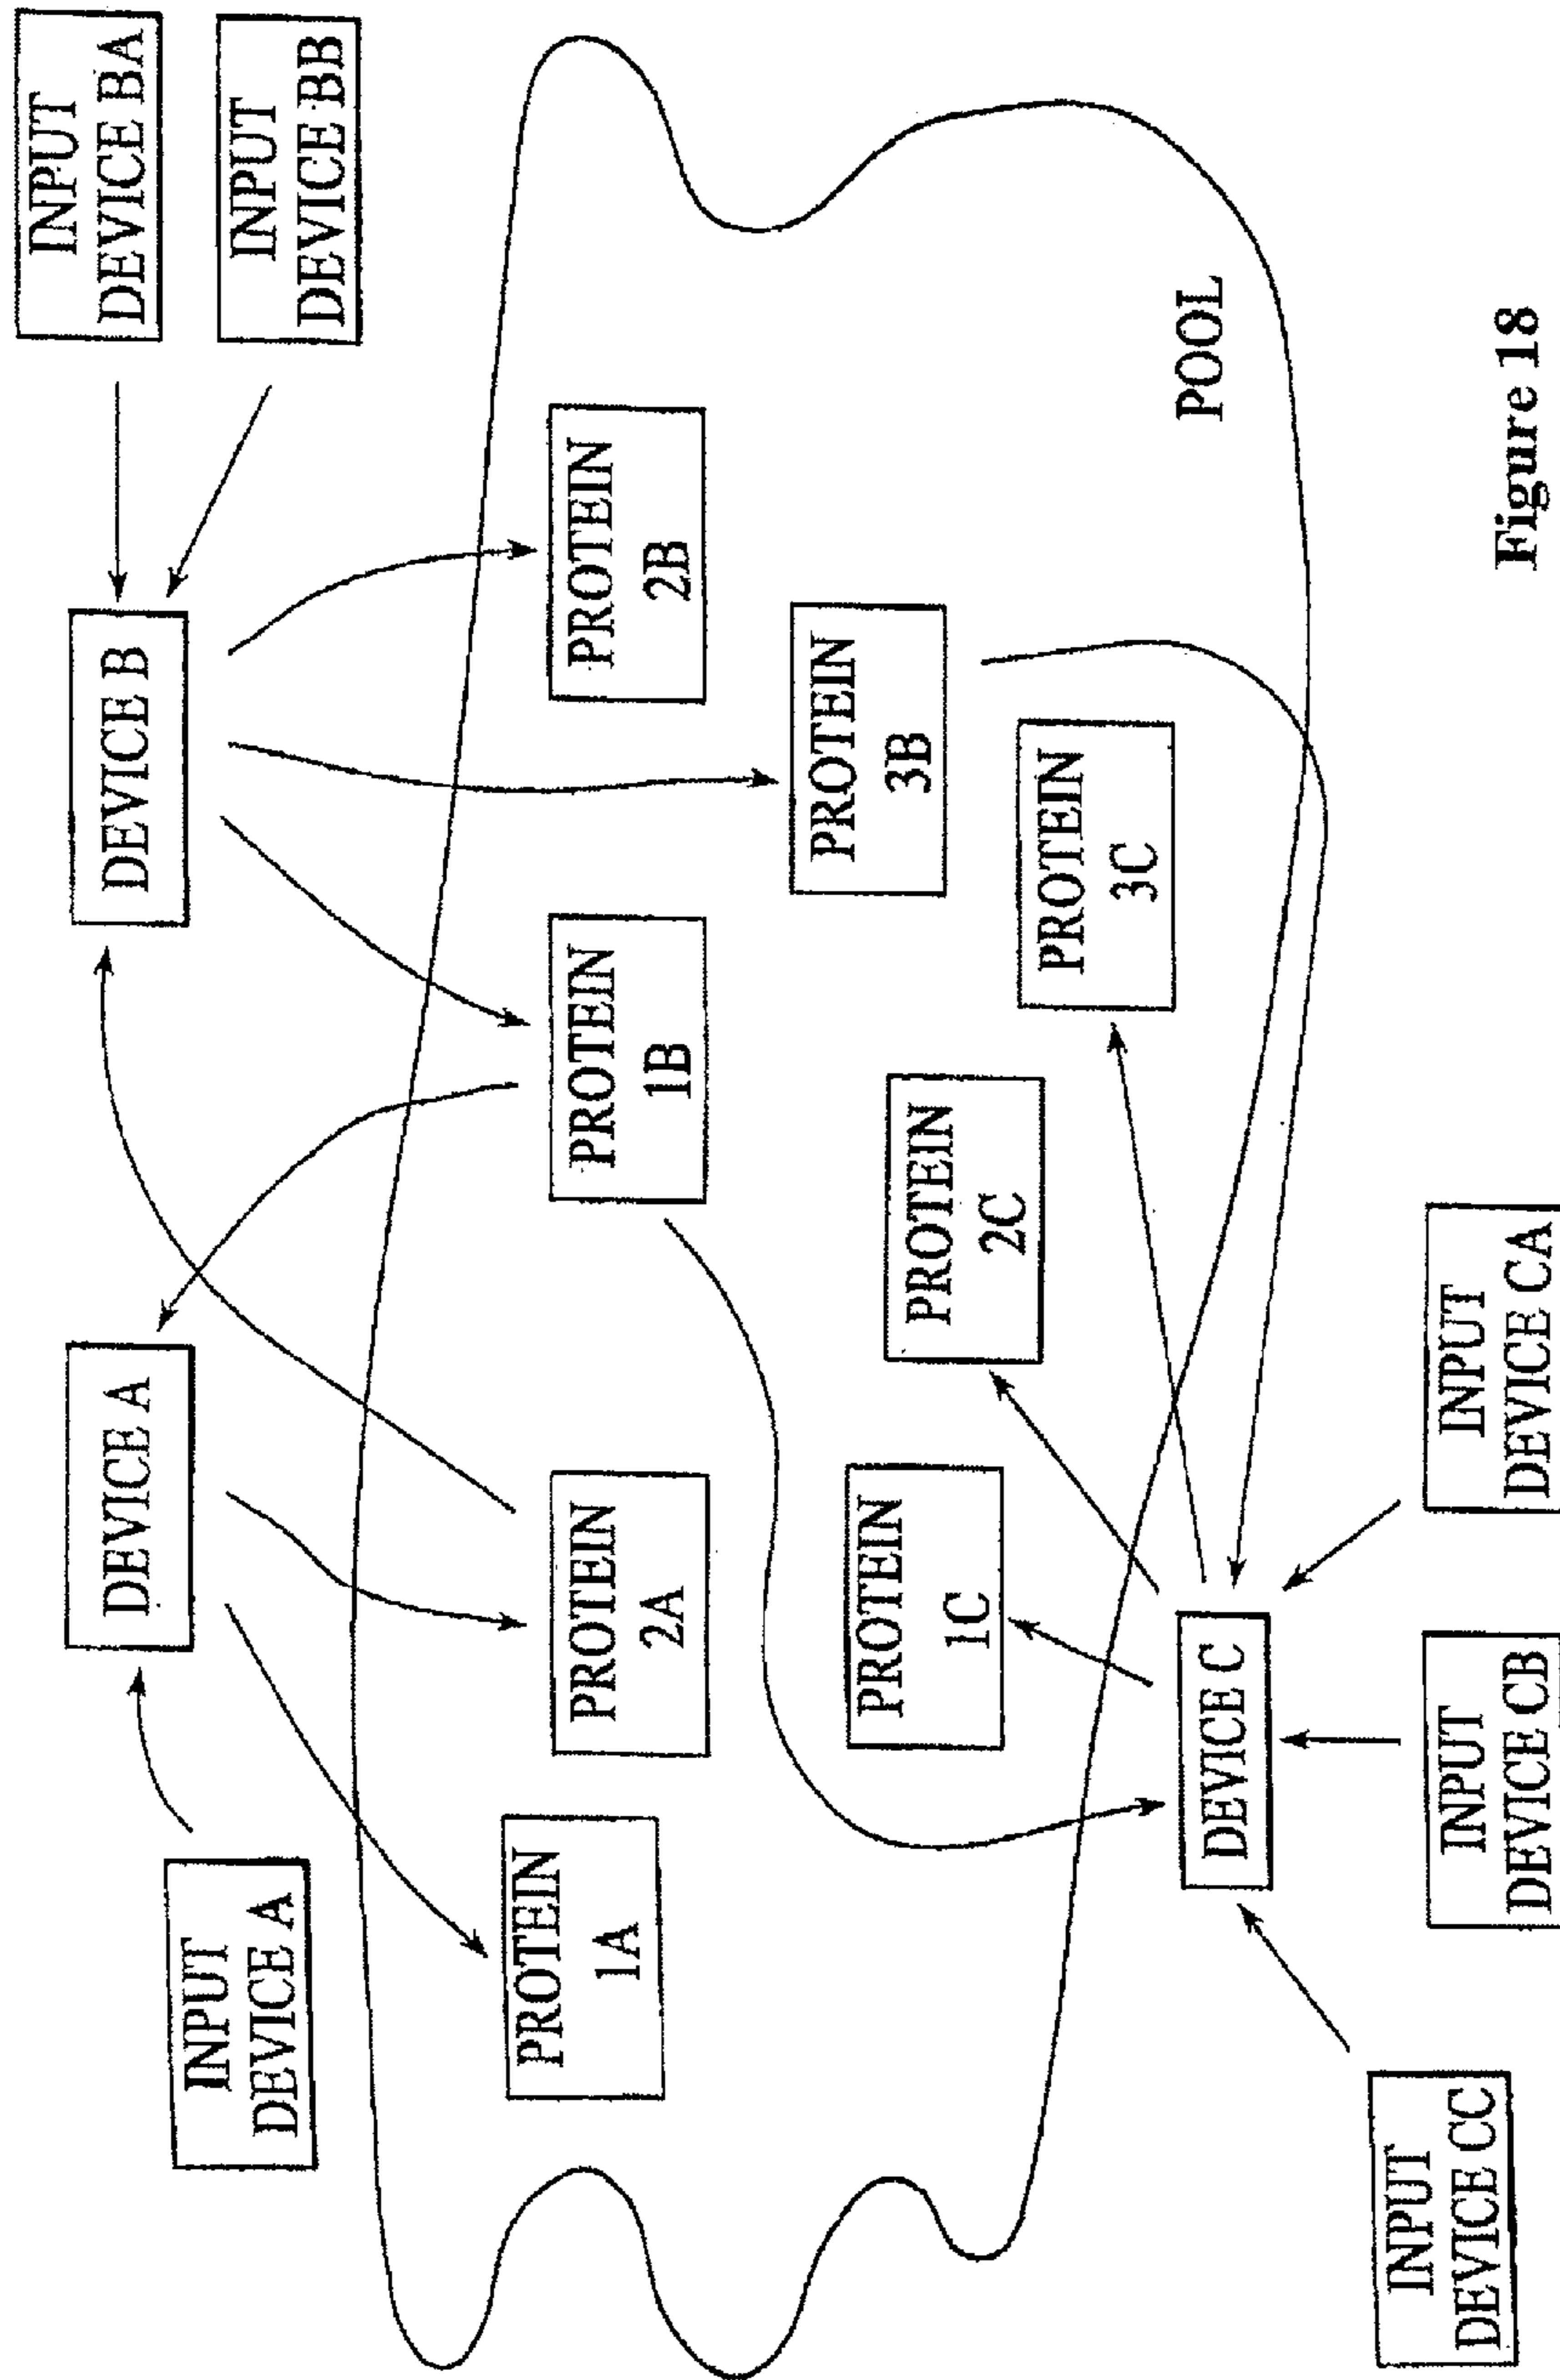 INPUT
DEVICE A
DEVICE A
DEVICE B
INPUT
DEVICE BA
INPUT
DEVICE BB
PROTEIN
1A
PROTEIN
2A
PROTEIN
1B
PROTEIN
2B
PROTEIN
3B
PROTEIN
1C
PROTEIN
2C
PROTEIN
3C
POOL
DEVICE C
INPUT
DEVICE CC
INPUT
DEVICE CB
INPUT
DEVICE CA
Figure 18